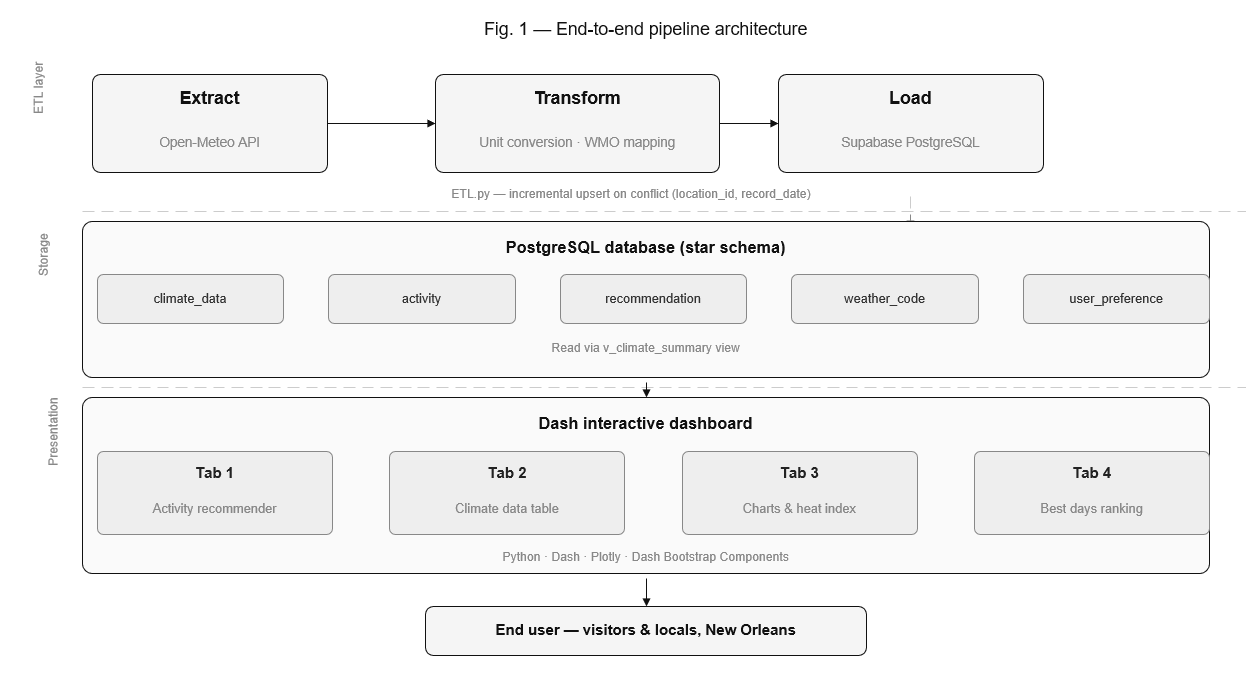 Fig. 1 — End-to-end pipeline architecture
ETL layer
Extract
Open-Meteo API
Transform
Unit conversion · WMO mapping
Load
Supabase PostgreSQL
ETL.py — incremental upsert on conflict (location_id, record_date)
Storage
PostgreSQL database (star schema)
climate_data
activity
recommendation
weather_code
user_preference
Read via v_climate_summary view
Presentation
Dash interactive dashboard
Tab 1
Activity recommender
Tab 2
Climate data table
Tab 3
Charts & heat index
Tab 4
Best days ranking
Python · Dash · Plotly · Dash Bootstrap Components
End user — visitors & locals, New Orleans